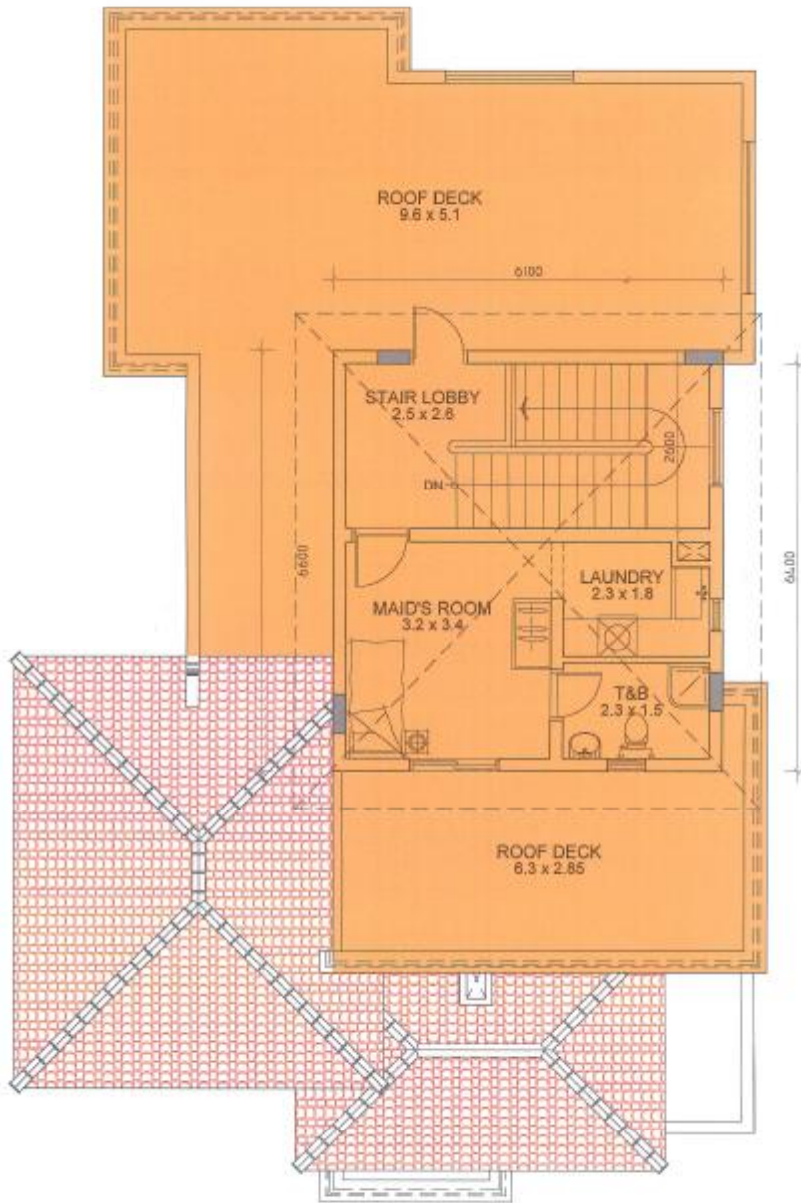 ROOF DECK
9.6 x 5.1
6100
STAIR LOBBY
2.5 x 2.6
2600
DN.
6600
6400
LAUNDRY
2.3 x 1.8
MAID'S ROOM
3.2 x 3.4
T&B
2.3 x 1.5
ROOF DECK
6.3 x 2.85